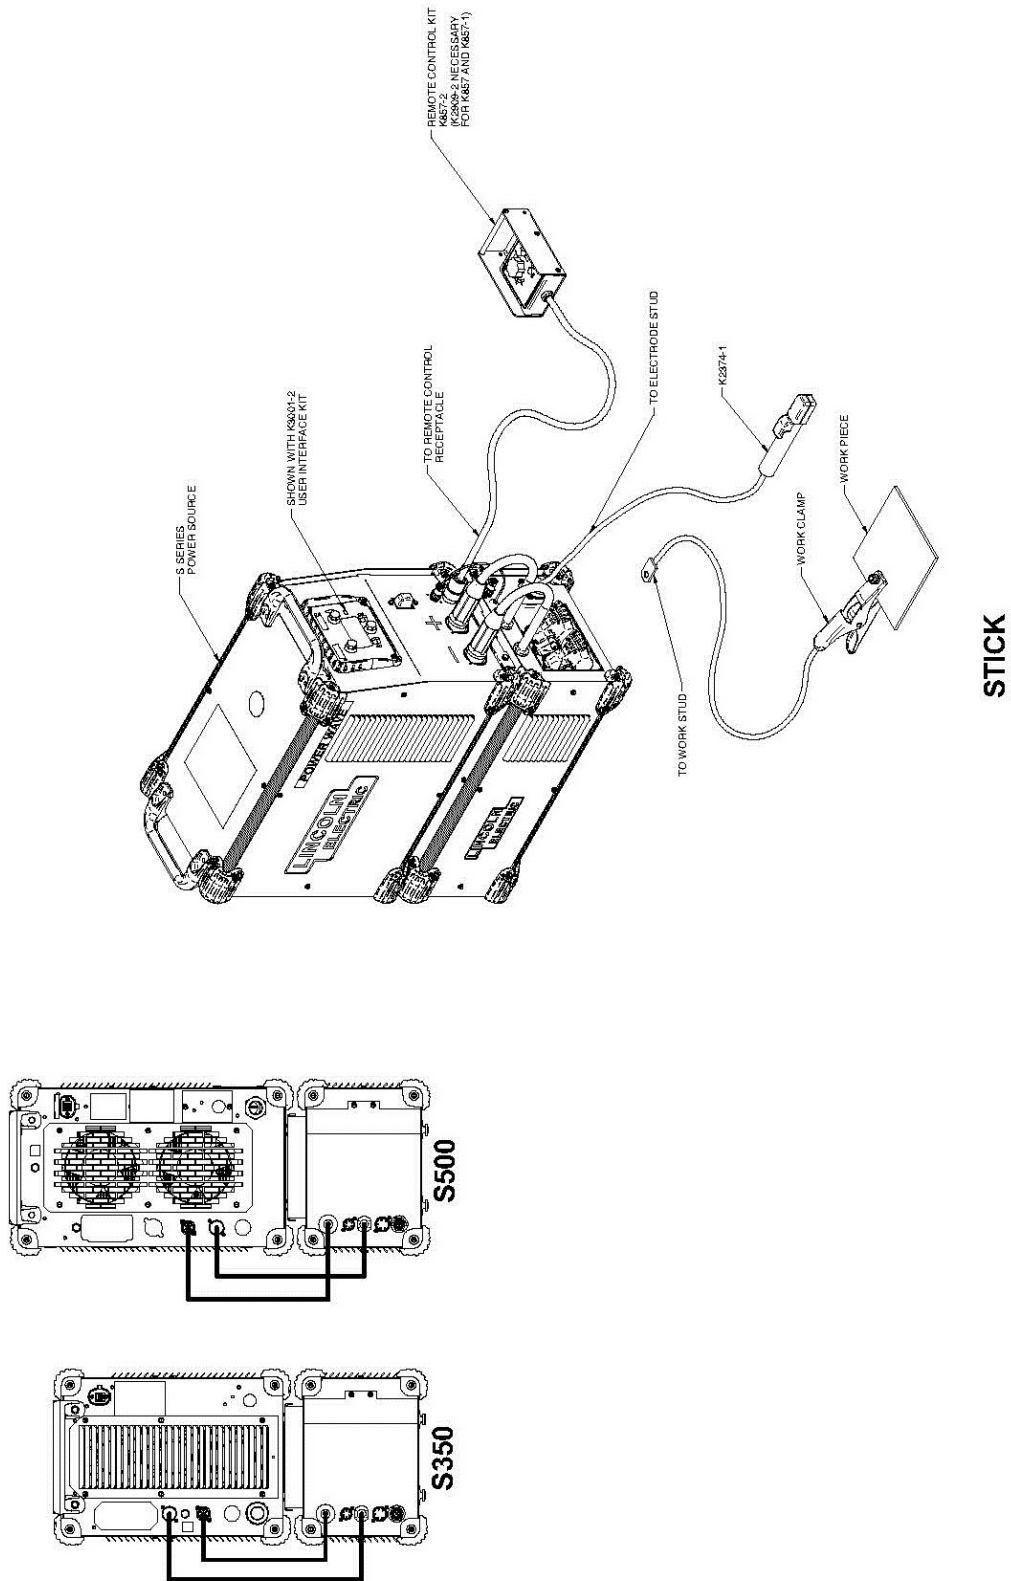 REMOTE CONTROL KIT
K857-2
(K2909-2 NECESSARY
FOR K857 AND K857-1)
SHOWN WITH K3001-2
USER INTERFACE KIT
S SERIES
POWER SOURCE
TO REMOTE CONTROL
RECEPTACLE
TO ELECTRODE STUD
K2374-1
WORK PIECE
WORK CLAMP
TO WORK STUD
POWER WAVE
LINCOLN
ELECTRIC
LINCOLN
ELECTRIC
+
-
STICK
S500
S350